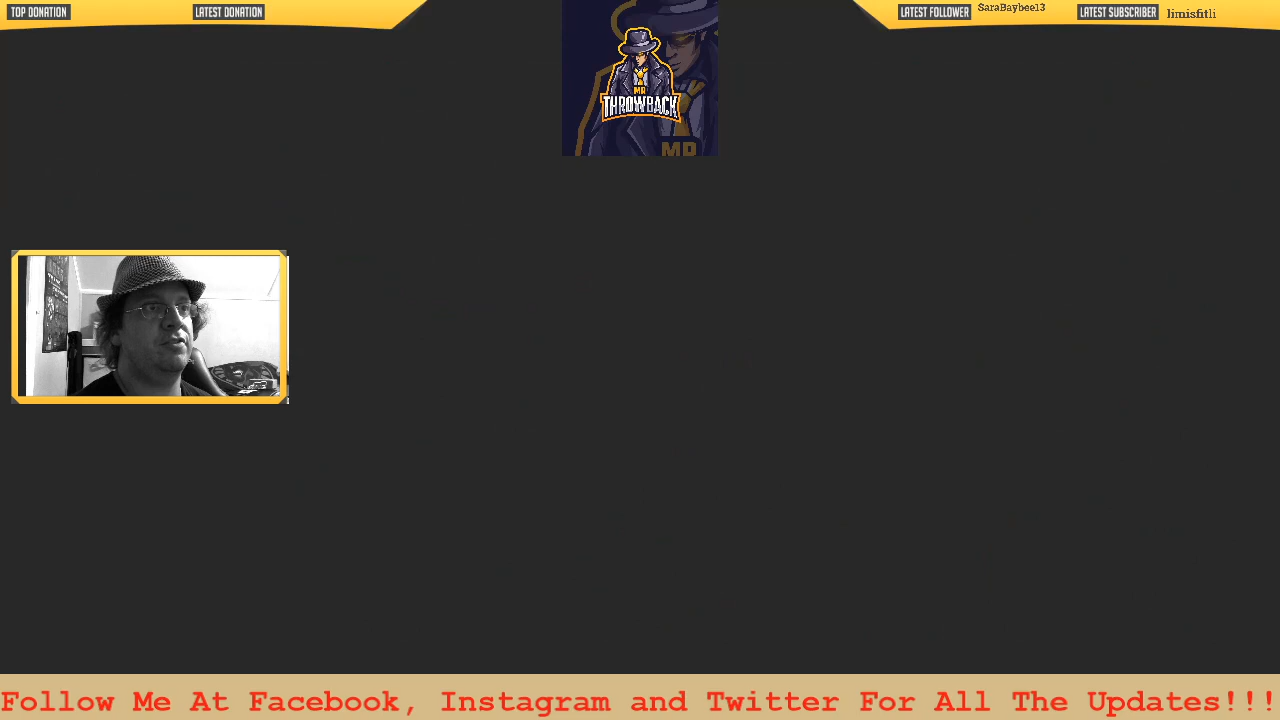 TOP DONATION
LATEST DONATION
LATEST FOLLOWER
SaraBaybee13
LATEST SUBSCRIBER
MR
THROWBACK
MR
Follow Me At Facebook, Instagram and Twitter For All The Updates!!!